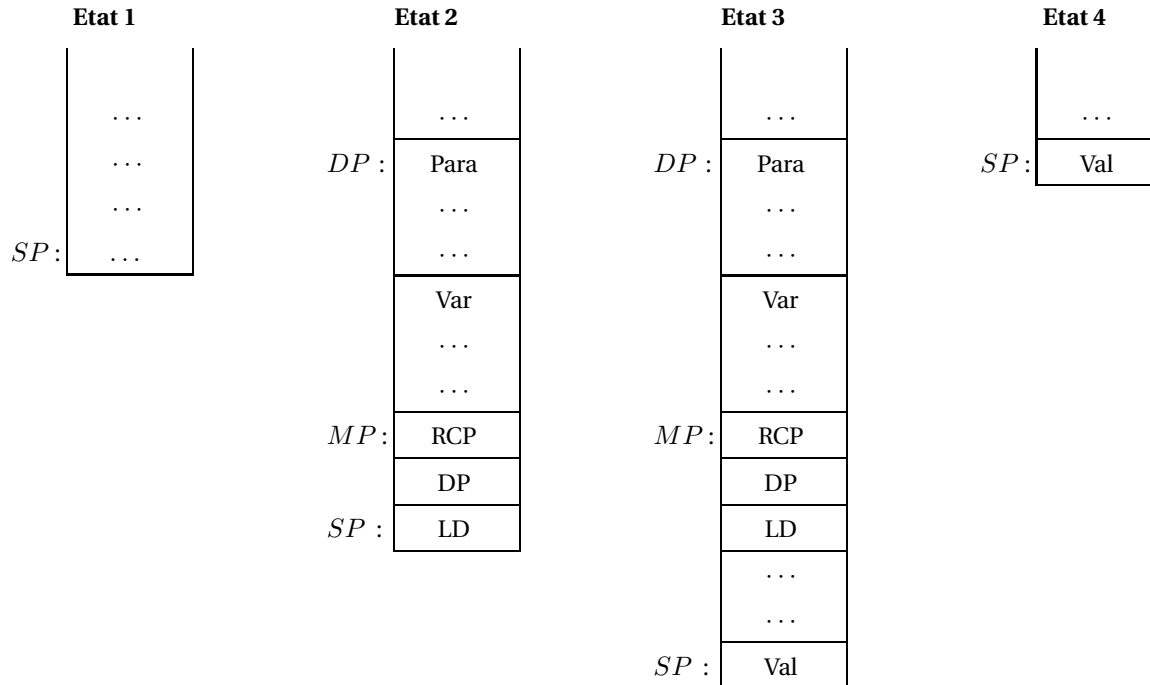 Etat 1 Etat 2 Etat 3 Etat 4
. . . . . . . . . . . .
. . . DP : Para DP : Para SP : Val
. . . . . . . . .
SP : . . . . . . . . .
Var Var
. . . . . .
. . . . . .
MP : RCP MP : RCP
DP DP
SP : LD LD
. . .
. . .
SP : Val